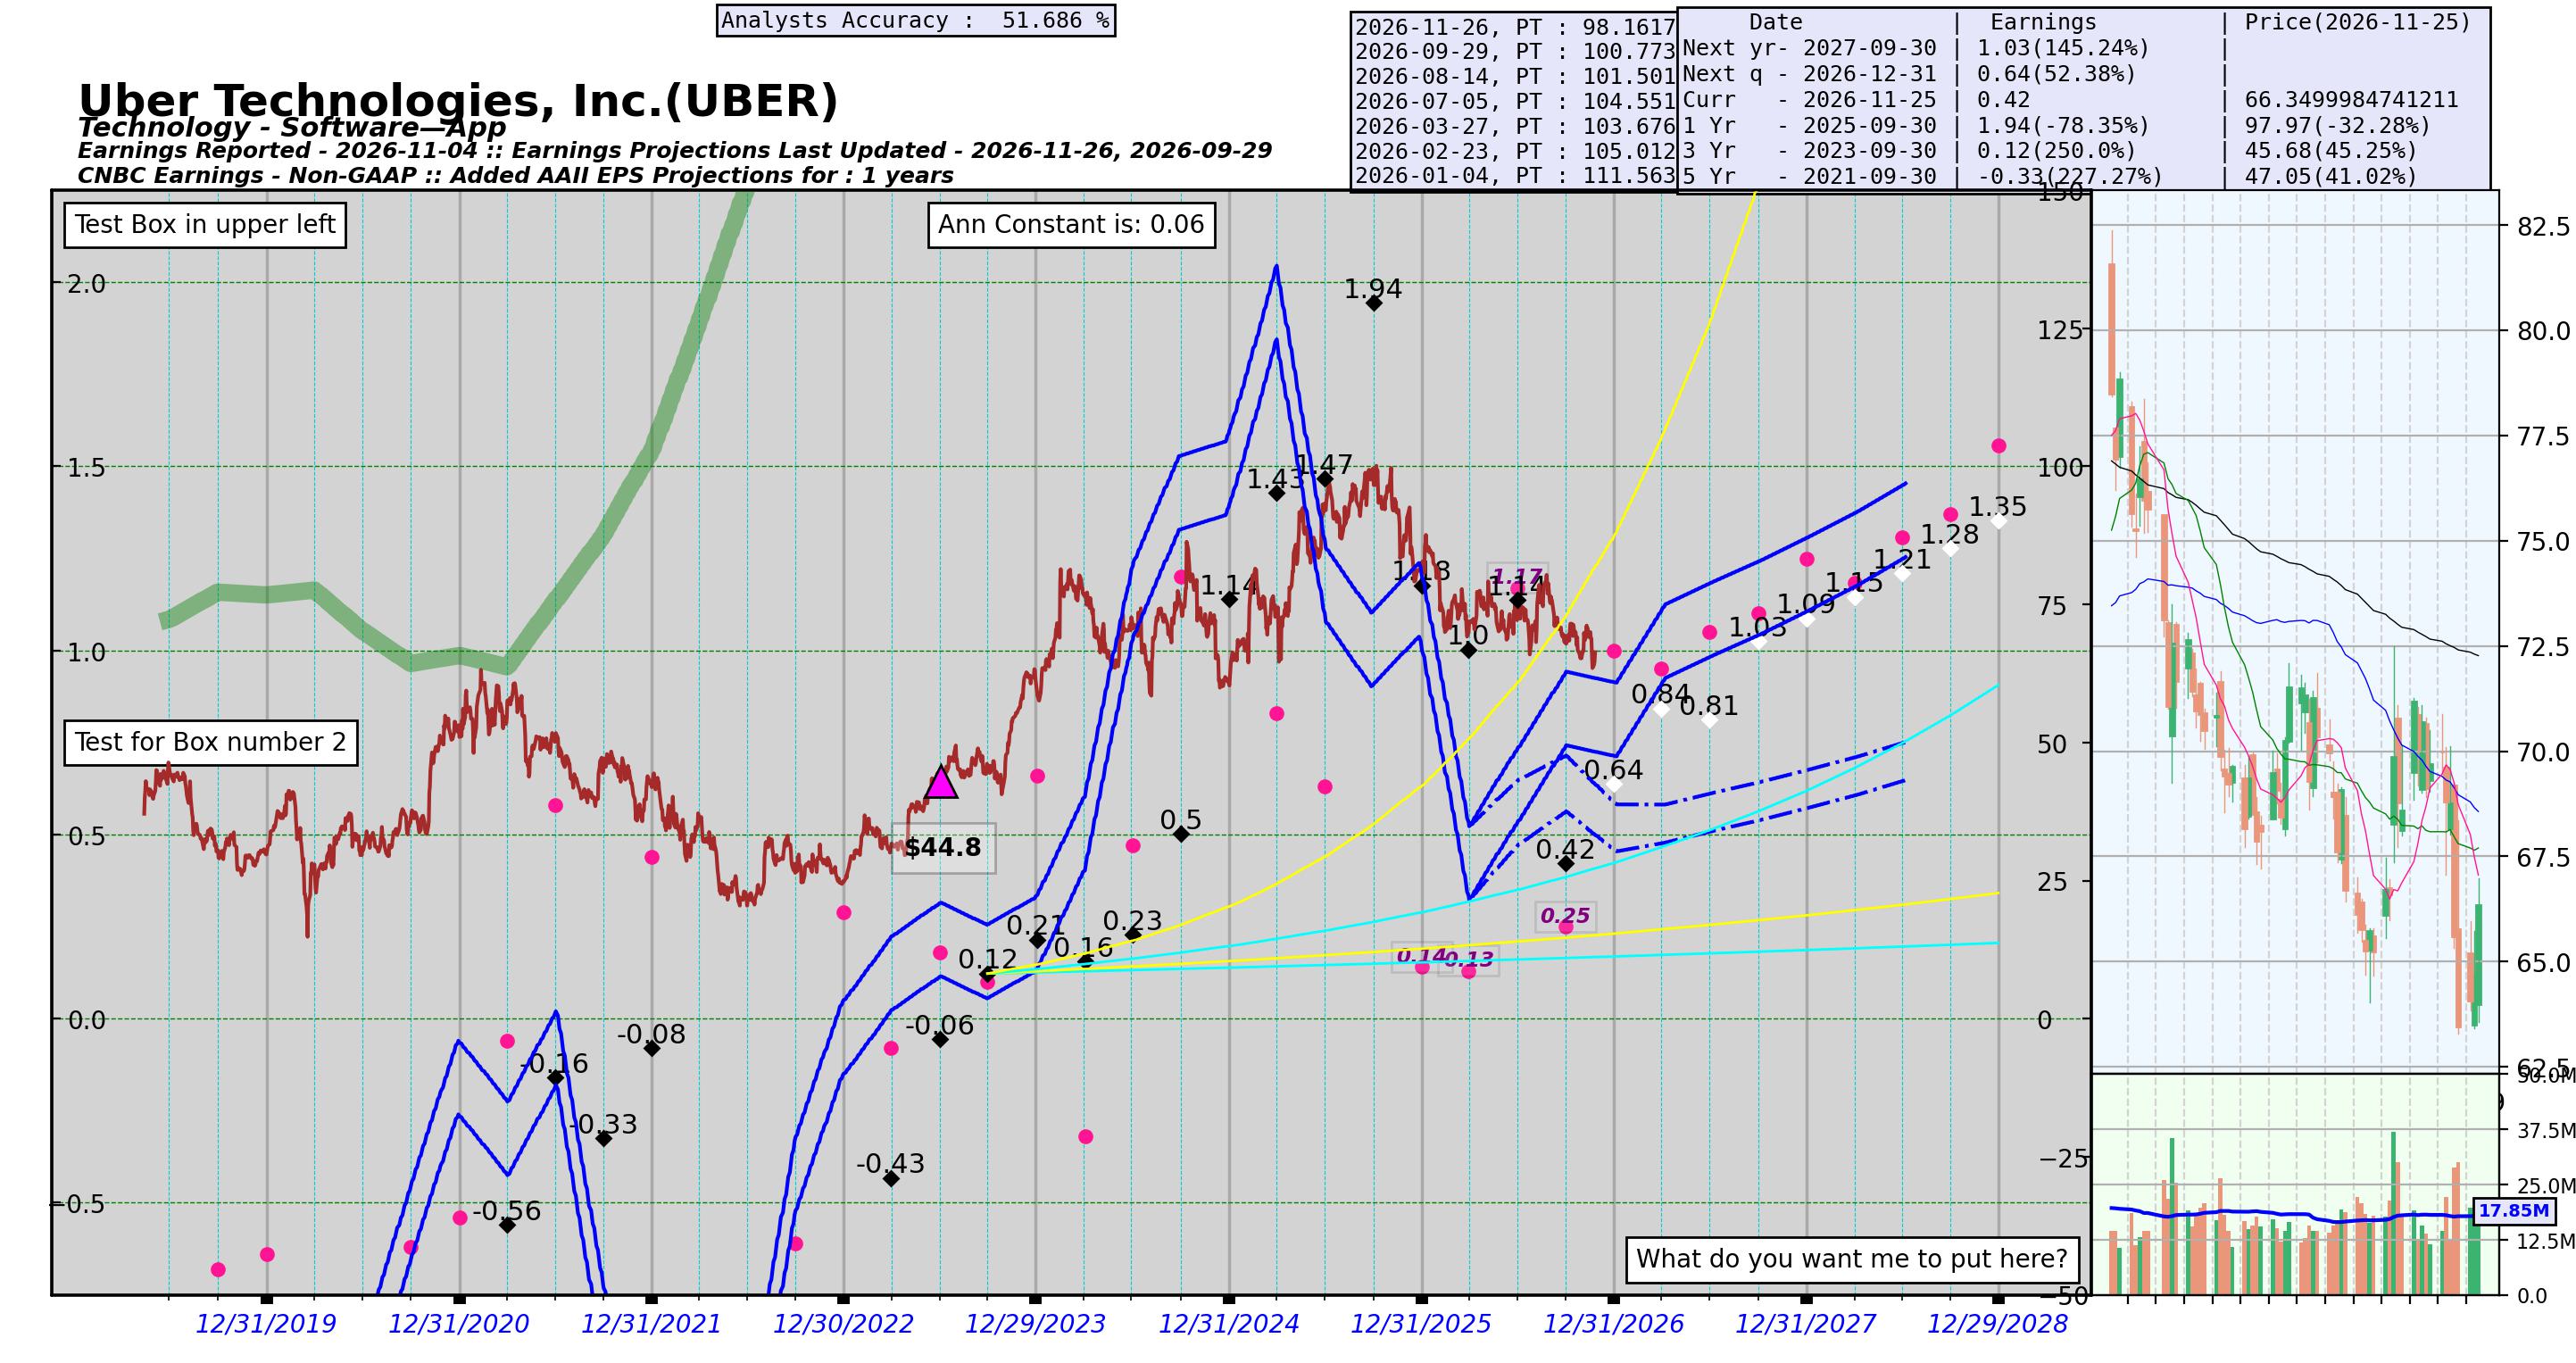 Analysts Accuracy :  51.686 %
2026-11-26, PT : 98.1617
2026-09-29, PT : 100.773
2026-08-14, PT : 101.501
2026-07-05, PT : 104.551
2026-03-27, PT : 103.676
2026-02-23, PT : 105.012
2026-01-04, PT : 111.563
Date | Earnings | Price(2026-11-25)
Next yr- 2027-09-30 | 1.03(145.24%) |
Next q - 2026-12-31 | 0.64(52.38%) |
Curr - 2026-11-25 | 0.42 | 66.3499984741211
1 Yr - 2025-09-30 | 1.94(-78.35%) | 97.97(-32.28%)
3 Yr - 2023-09-30 | 0.12(250.0%) | 45.68(45.25%)
5 Yr - 2021-09-30 | -0.33(227.27%) | 47.05(41.02%)
Uber Technologies, Inc.(UBER)
Technology - Software—App
Earnings Reported - 2026-11-04 :: Earnings Projections Last Updated - 2026-11-26, 2026-09-29
CNBC Earnings - Non-GAAP :: Added AAII EPS Projections for : 1 years
Test Box in upper left
Ann Constant is: 0.06
Test for Box number 2
What do you want me to put here?
2.0
1.5
1.0
0.5
0.0
−0.5
150
125
100
75
50
25
0
−25
−50
82.5
80.0
77.5
75.0
72.5
70.0
67.5
65.0
62.5
50.0M
37.5M
25.0M
17.85M
12.5M
0.0
-0.56
-0.16
-0.33
-0.08
-0.43
-0.06
$44.8
0.12
0.21
0.16
0.23
0.5
1.14
1.43
1.47
1.94
1.18
1.0
1.17
1.14
0.42
0.14
0.13
0.25
0.64
0.84
0.81
1.03
1.09
1.15
1.21
1.28
1.35
12/31/2019
12/31/2020
12/31/2021
12/30/2022
12/29/2023
12/31/2024
12/31/2025
12/31/2026
12/31/2027
12/29/2028